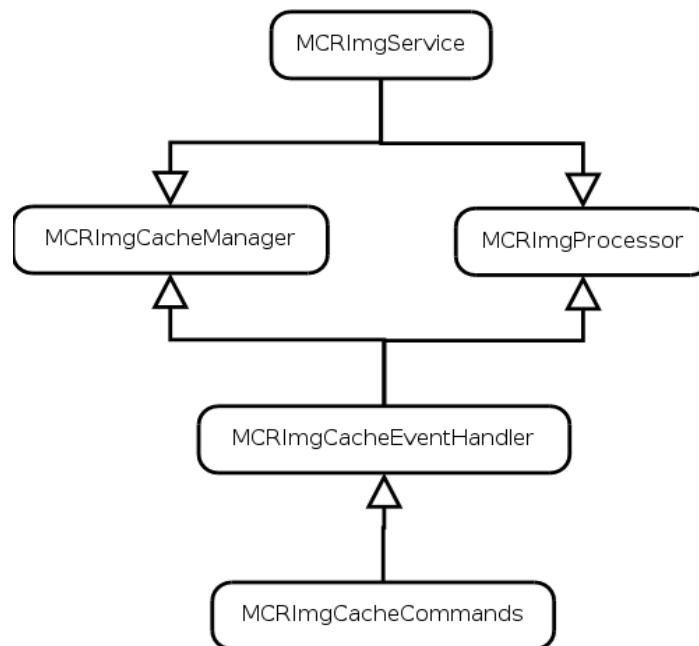 MCRImgService
MCRImgCacheManager
MCRImgProcessor
MCRImgCacheEventHandler
MCRImgCacheCommands